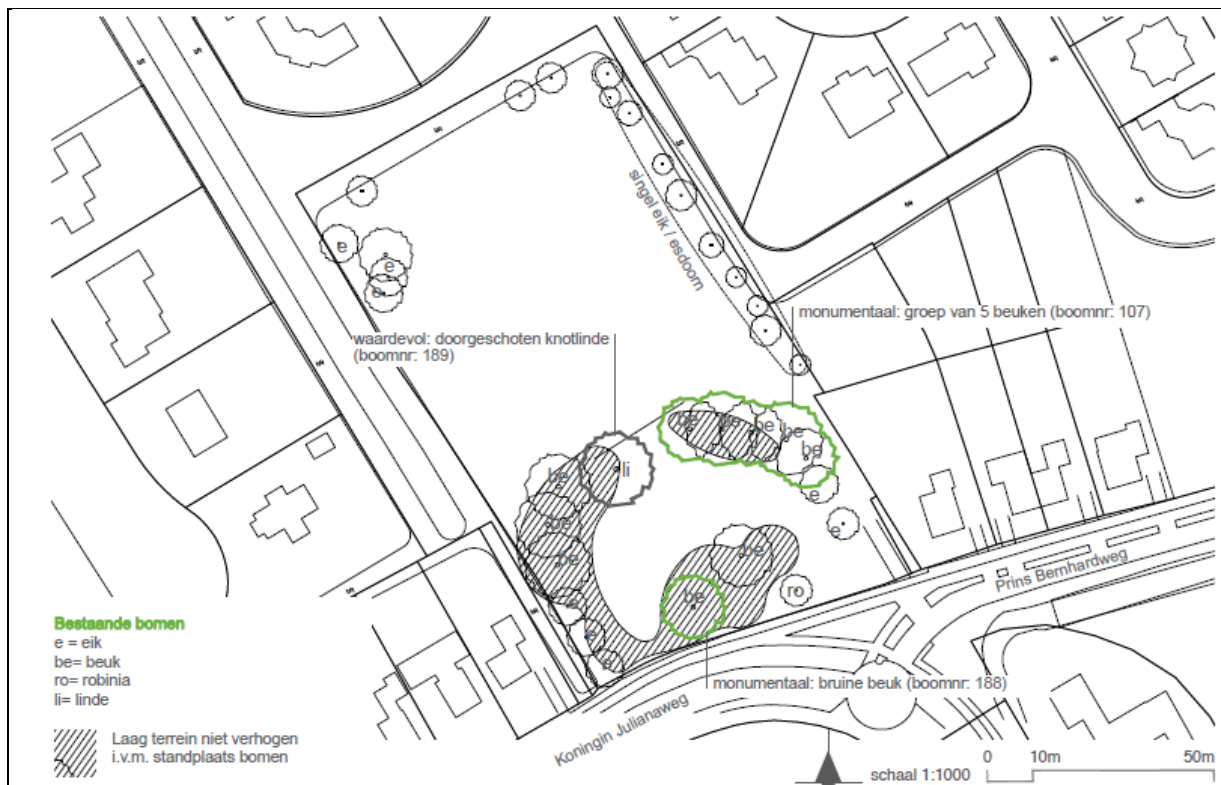 singel eik / esdoorn
e
e
e
monumentaal: groep van 5 beuken (boomnr: 107)
waardevol: doorgeschoten knotlinde
(boomnr: 189)
be
be
be
be
be
li
be
e
be
e
be
be
be
ro
e
e
e
Prins Bernhardweg
monumentaal: bruine beuk (boomnr: 188)
Koningin Julianaweg
Bestaande bomen
e = eik
be= beuk
ro= robinia
li= linde
Laag terrein niet verhogen
i.v.m. standplaats bomen
schaal 1:1000
0 10m 50m